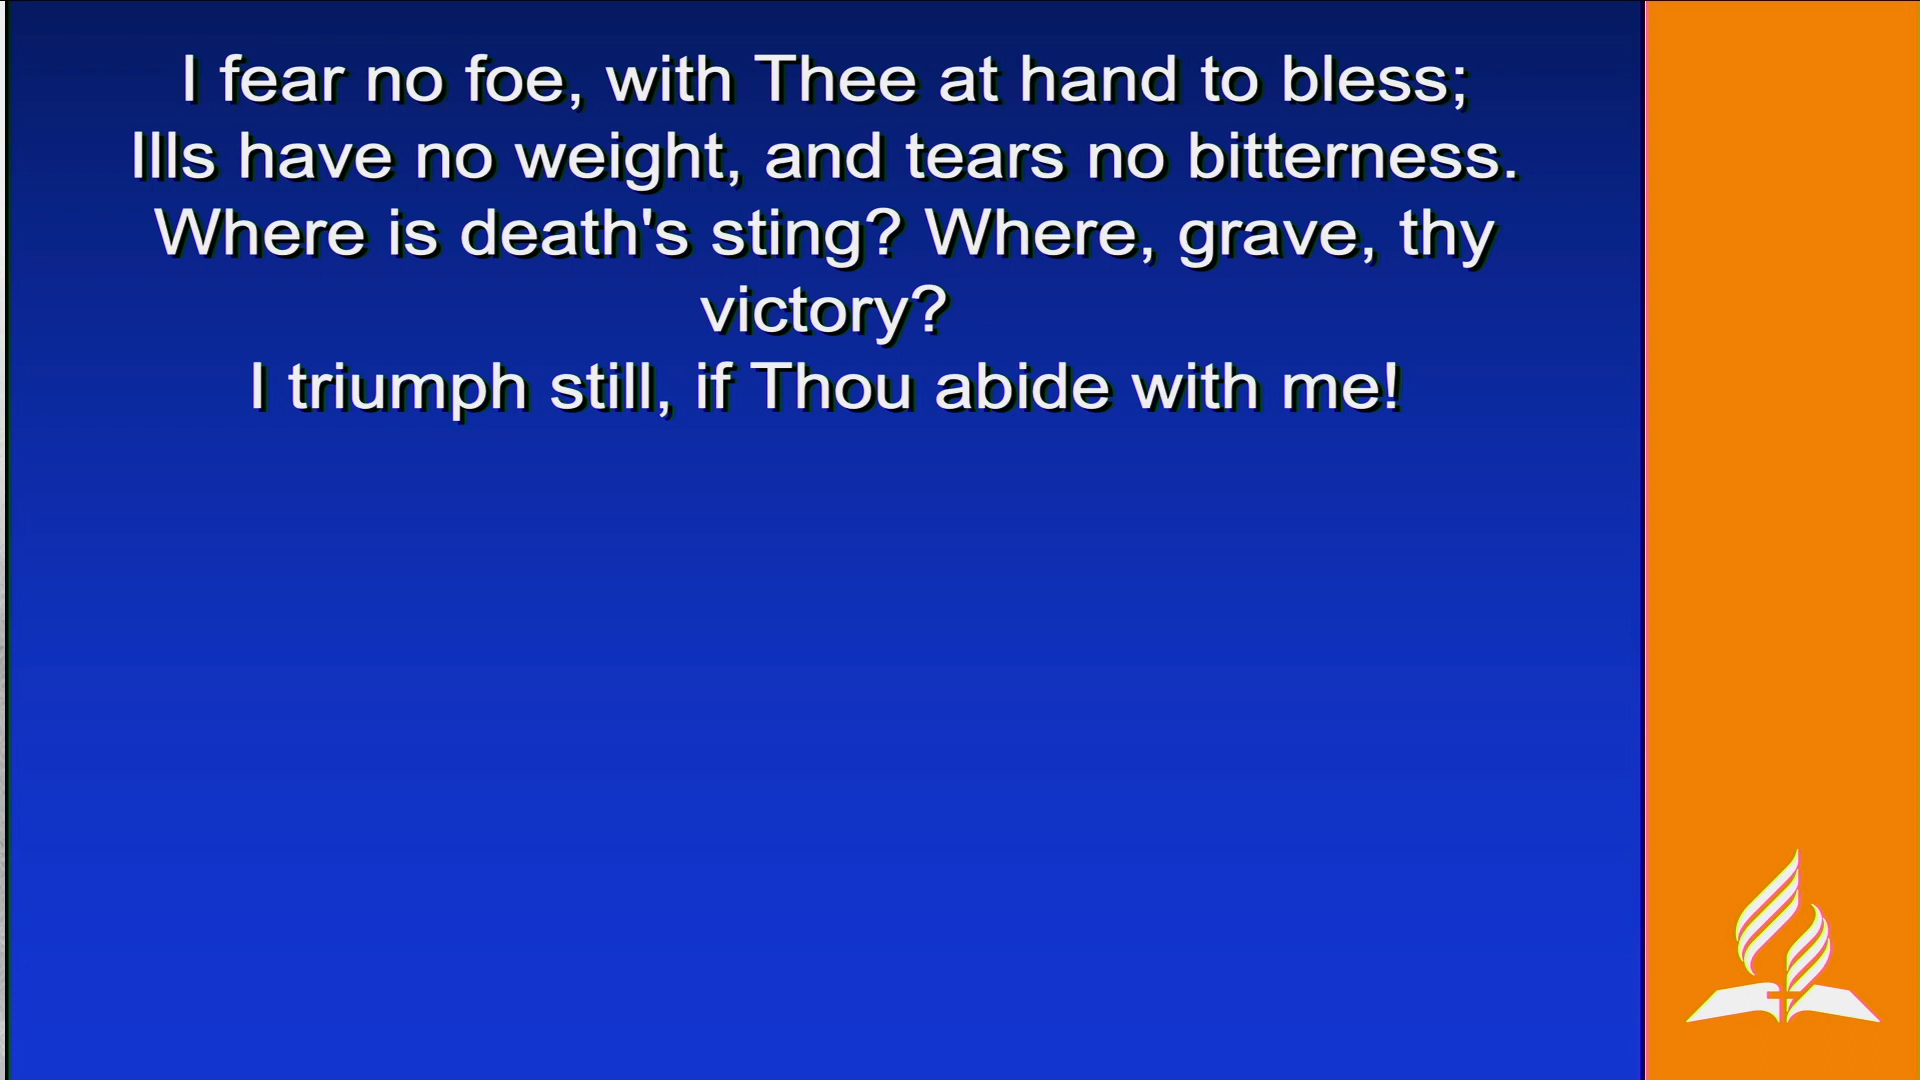 I fear no foe, with Thee at hand to bless;
Ills have no weight, and tears no bitterness.
Where is death's sting? Where, grave, thy
victory?
I triumph still, if Thou abide with me!